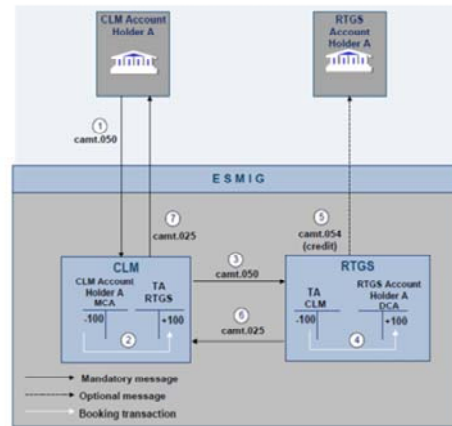 CLM Account
Holder A
RTGS
Account
Holder A
1
camt.050
ESMIG
7
camt.025
5
camt.054
(credit)
CLM
3
camt.050
RTGS
CLM Account
Holder A
MCA
TA
RTGS
-100
+100
2
6
camt.025
TA
CLM
RTGS Account
Holder A
DCA
-100
+100
4
Mandatory message
Optional message
Booking transaction